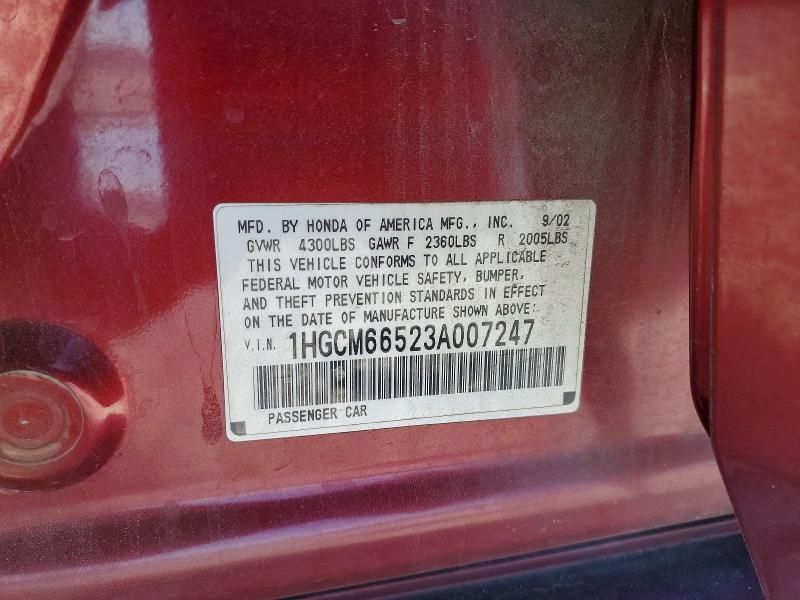 MFD. BY HONDA OF AMERICA MFG., INC. 9/02
GVWR 4300LBS GAWR F 2360LBS R 2005LBS
THIS VEHICLE CONFORMS TO ALL APPLICABLE
FEDERAL MOTOR VEHICLE SAFETY, BUMPER,
AND THEFT PREVENTION STANDARDS IN EFFECT
ON THE DATE OF MANUFACTURE SHOWN ABOVE:
V.I.N. 1HGCM66523A007247
PASSENGER CAR